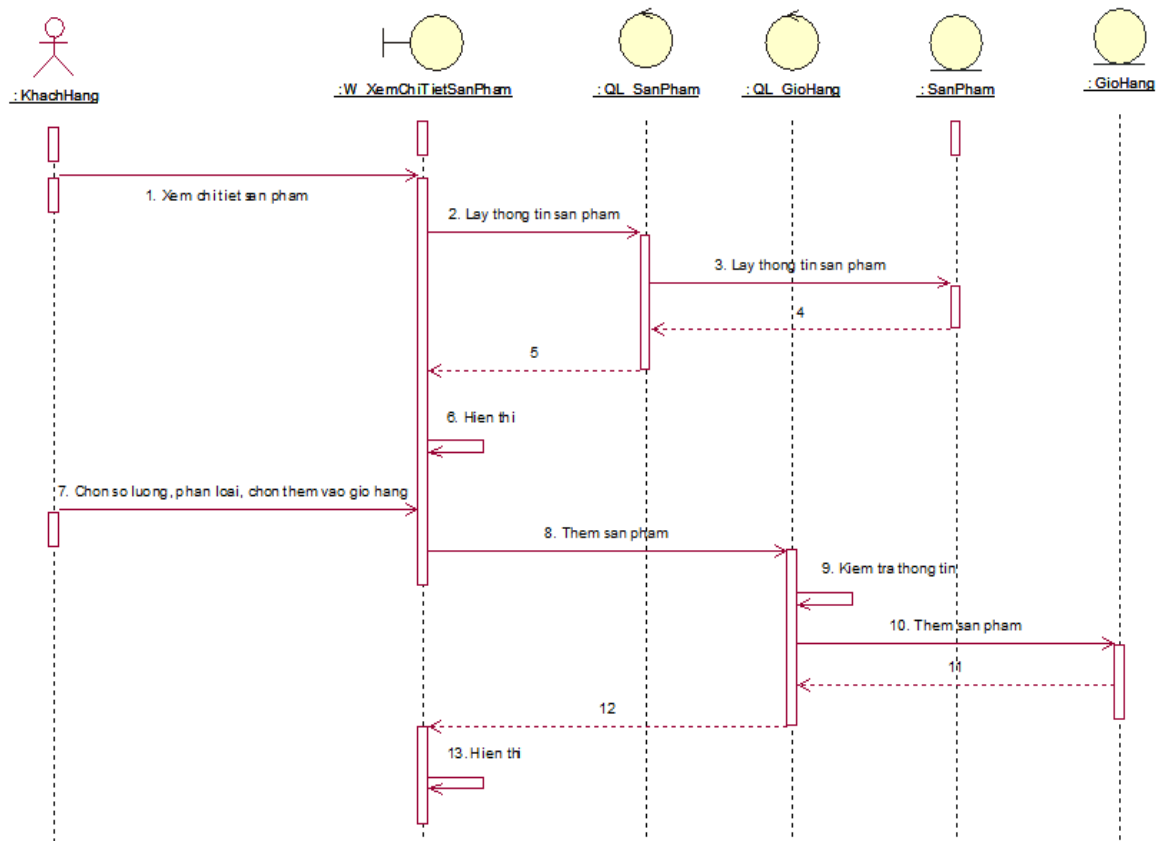 : KhachHang
:W_XemChiTietSanPham
:QL_SanPham
:QL_GioHang
:SanPham
:GioHang
1. Xem chi tiet san pham
2. Lay thong tin san pham
3. Lay thong tin san pham
4
5
6. Hien thi
7. Chon so luong, phan loai, chon them vao gio hang
8. Them san pham
9. Kiem tra thong tin
10. Them san pham
11
12
13. Hien thi